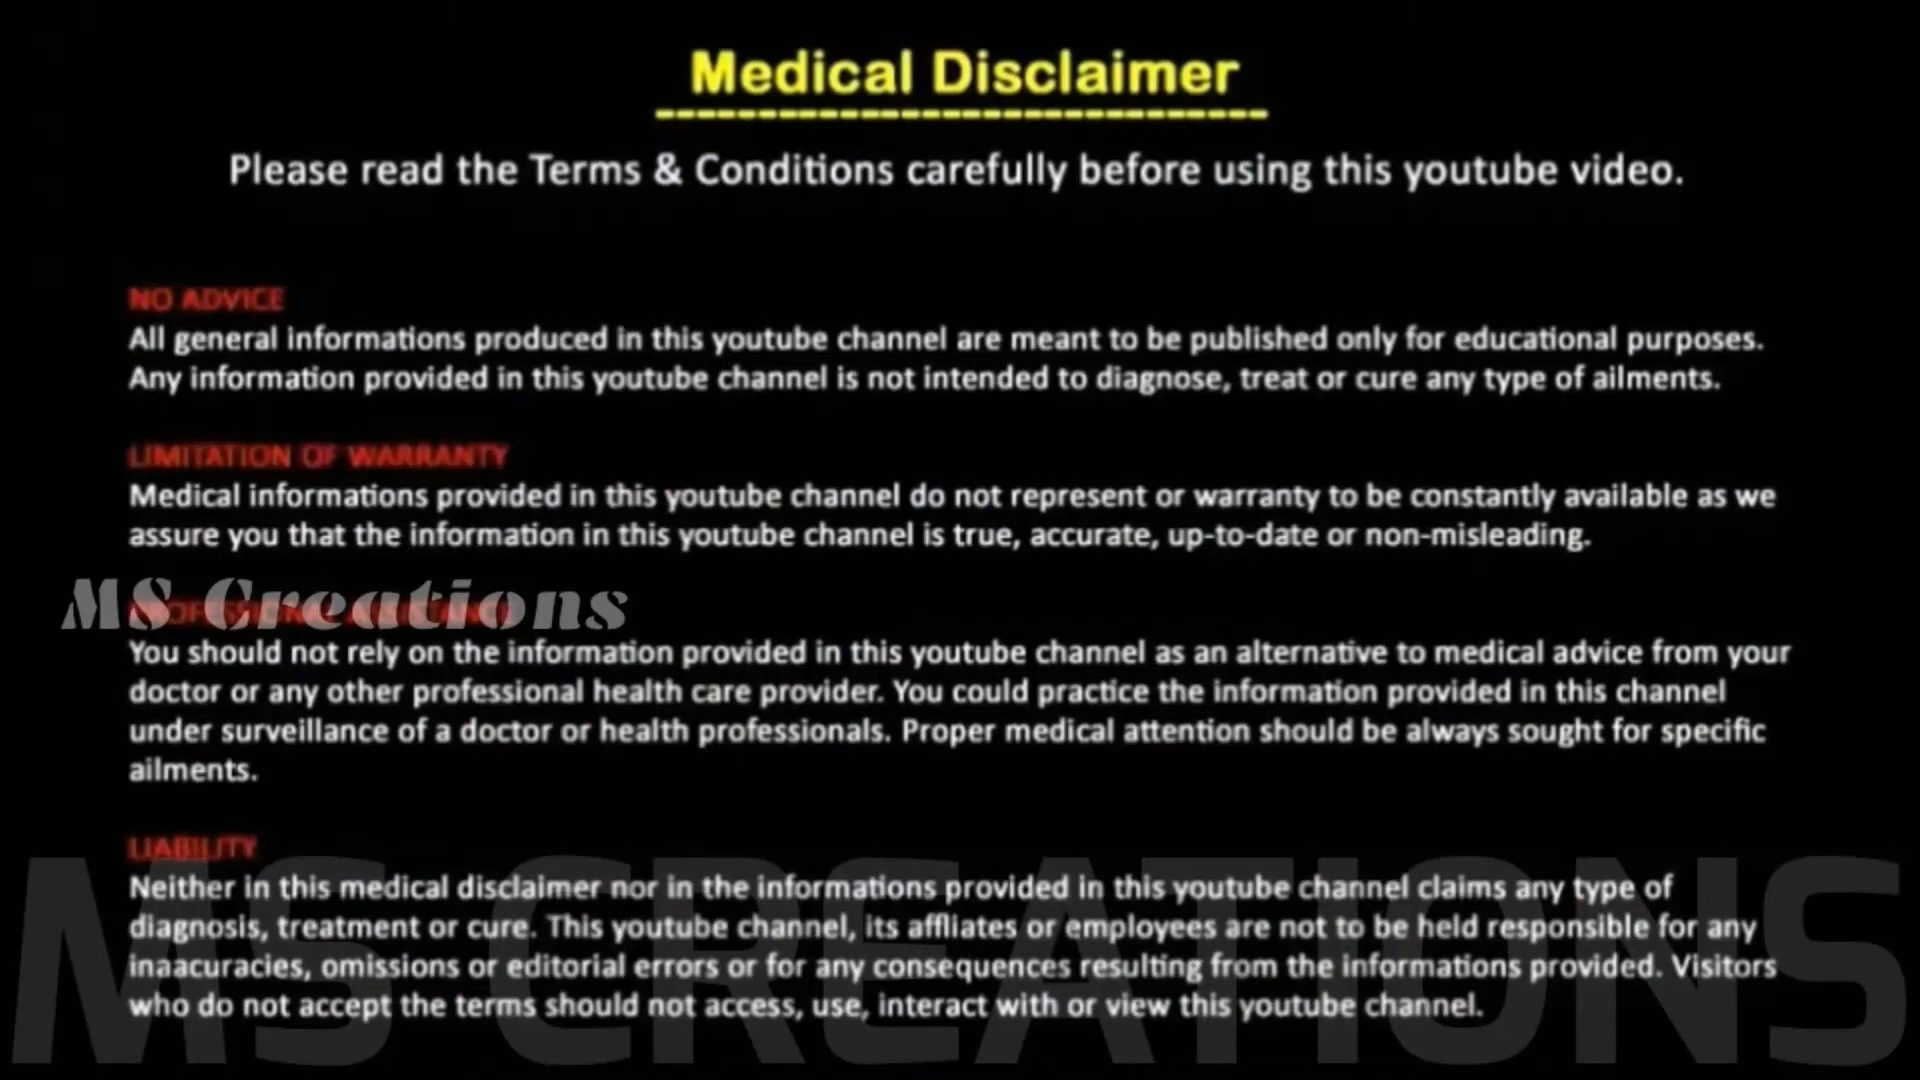 Medical Disclaimer
------------------------------
Please read the Terms & Conditions carefully before using this youtube video.
NO ADVICE
All general informations produced in this youtube channel are meant to be published only for educational purposes.
Any information provided in this youtube channel is not intended to diagnose, treat or cure any type of ailments.
LIMITATION OF WARRANTY
Medical informations provided in this youtube channel do not represent or warranty to be constantly available as we
assure you that the information in this youtube channel is true, accurate, up-to-date or non-misleading.
MS Creations
PROFESSIONAL ASSISTANCE
You should not rely on the information provided in this youtube channel as an alternative to medical advice from your
doctor or any other professional health care provider. You could practice the information provided in this channel
under surveillance of a doctor or health professionals. Proper medical attention should be always sought for specific
ailments.
LIABILITY
Neither in this medical disclaimer nor in the informations provided in this youtube channel claims any type of
diagnosis, treatment or cure. This youtube channel, its affliates or employees are not to be held responsible for any
inaacuracies, omissions or editorial errors or for any consequences resulting from the informations provided. Visitors
who do not accept the terms should not access, use, interact with or view this youtube channel.
MS CREATIONS